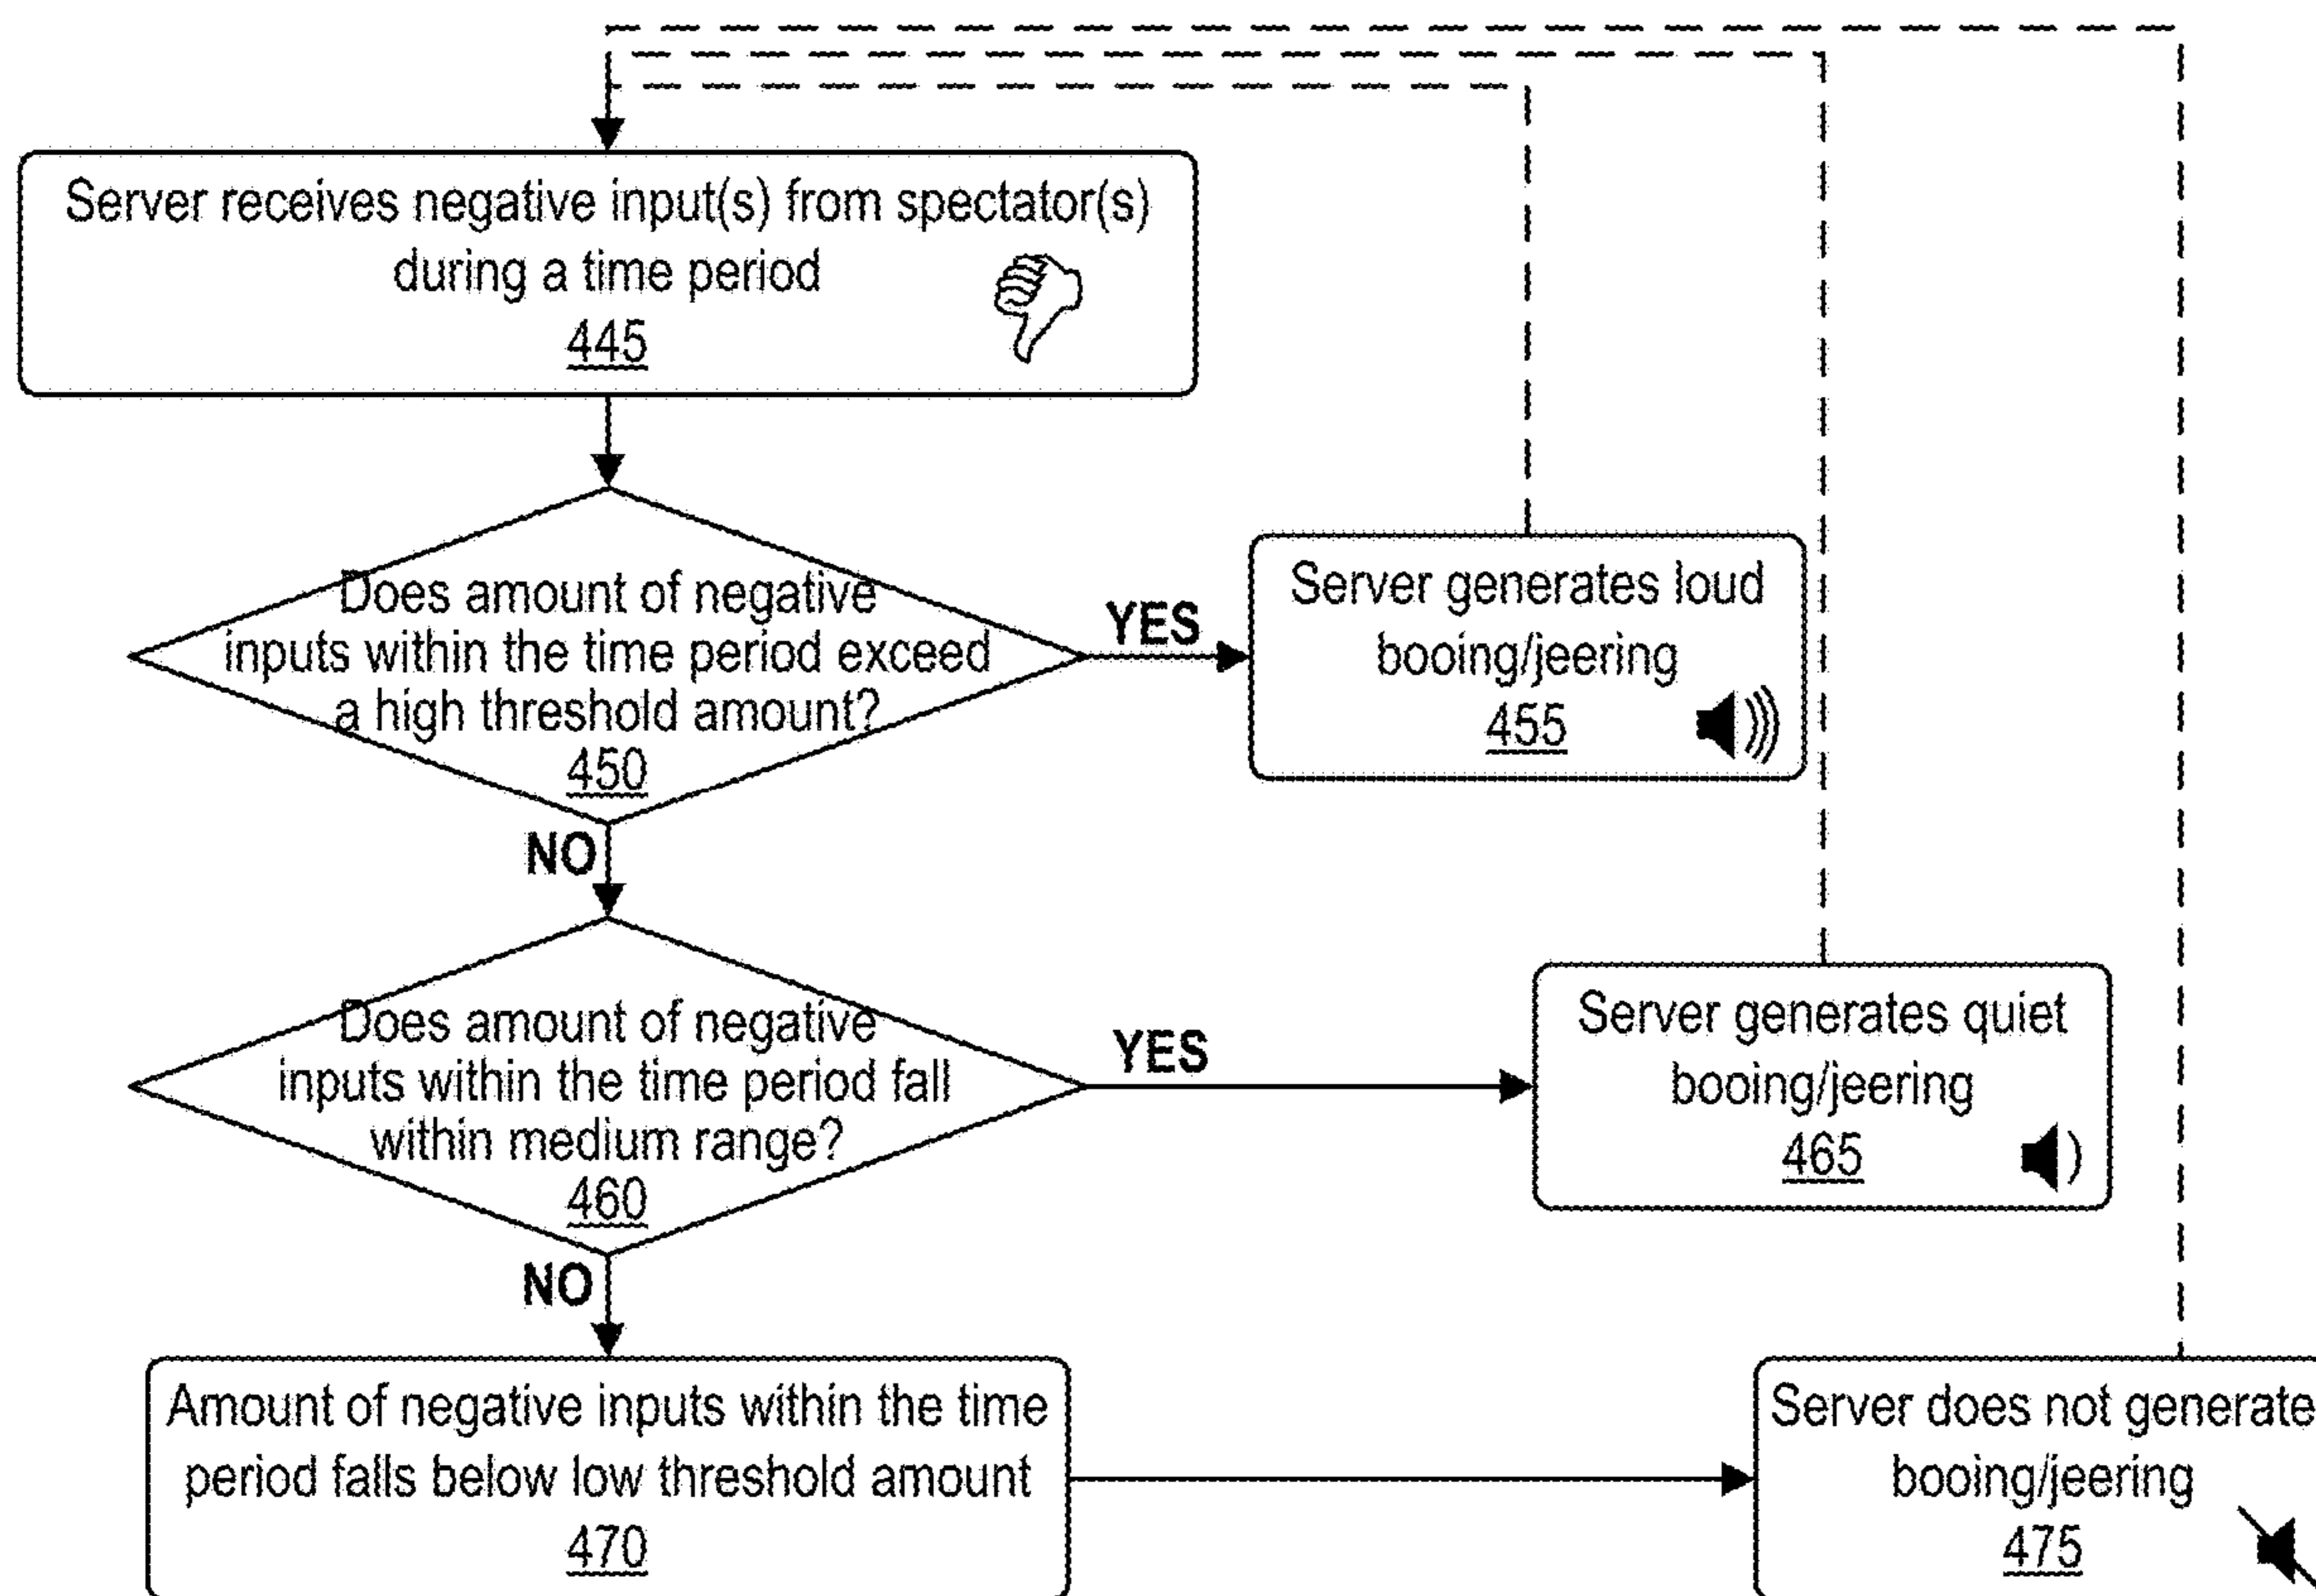 Server receives negative input(s) from spectator(s)
during a time period
445
Does amount of negative
inputs within the time period exceed
a high threshold amount?
450
YES
Server generates loud
booing/jeering
455
NO
Does amount of negative
inputs within the time period fall
within medium range?
460
YES
Server generates quiet
booing/jeering
465
NO
Amount of negative inputs within the time
period falls below low threshold amount
470
Server does not generate
booing/jeering
475